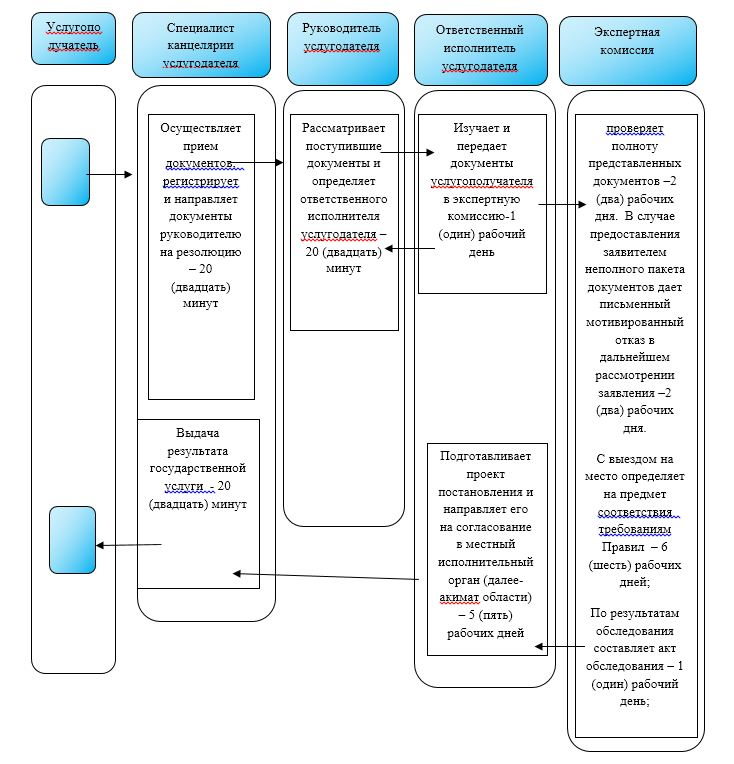 Услугопо
лучатель
Специалист
канцелярии
услугодателя
Руководитель
услугодателя
Ответственный
исполнитель
услугодателя
Экспертная
комиссия
Осуществляет
прием
документов,
регистрирует
и направляет
документы
руководителю
на резолюцию
– 20
(двадцать)
минут
Рассматривает
поступившие
документы и
определяет
ответственного
исполнителя
услугодателя –
20 (двадцать)
минут
Изучает и
передает
документы
услугополучателя
в экспертную
комиссию-1
(один) рабочий
день
проверяет
полноту
представленных
документов –2
(два) рабочих
дня. В случае
предоставления
заявителем
неполного пакета
документов дает
письменный
мотивированный
отказ в
дальнейшем
рассмотрении
заявления –2
(два) рабочих
дня.
С выездом на
место определяет
на предмет
соответствия
требованиям
Правил – 6
(шесть) рабочих
дней;
По результатам
обследования
составляет акт
обследования – 1
(один) рабочий
день;
Выдача
результата
государственной
услуги - 20
(двадцать) минут
Подготавливает
проект
постановления и
направляет его
на согласование
в местный
исполнительный
орган (далее-
акимат области)
– 5 (пять)
рабочих дней